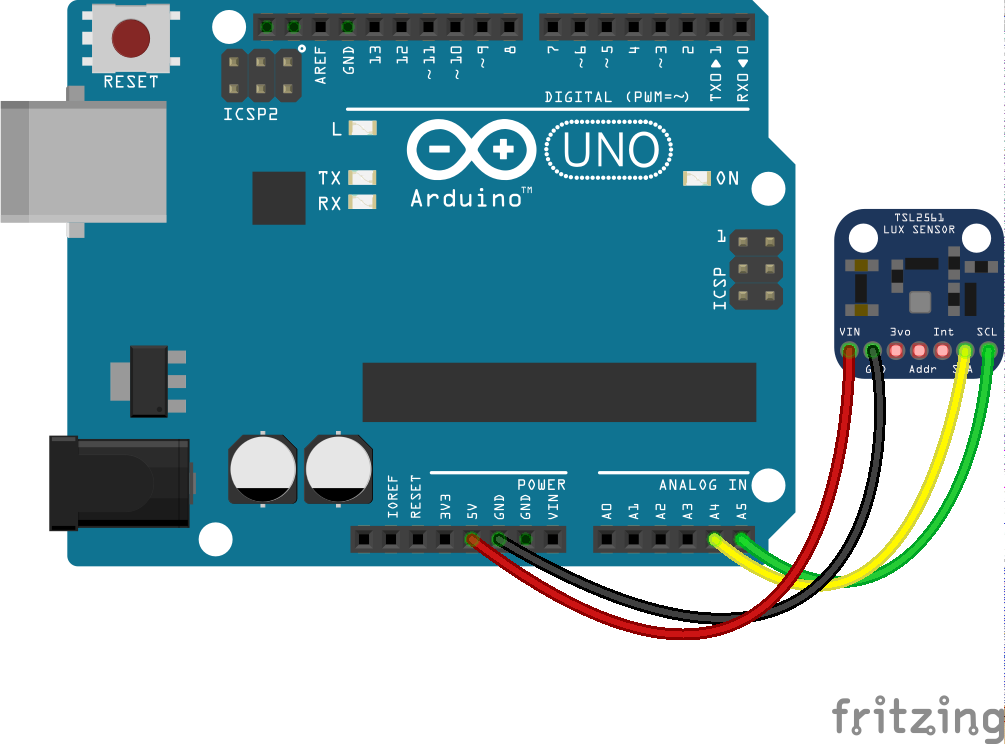 RESET
ICSP2
AREF
GND
13
12
~11
~10
~9
8
7
~6
~5
4
~3
2
TX0▶1
RX0◀0
DIGITAL (PWM=~)
L
TX
RX
Arduino™
UNO
ON
1
ICSP
TSL2561
LUX SENSOR
VIN
3vo
Int
SCL
GND
Addr
SDA
POWER
ANALOG IN
IOREF
RESET
3V3
5V
GND
GND
VIN
A0
A1
A2
A3
A4
A5
fritzing